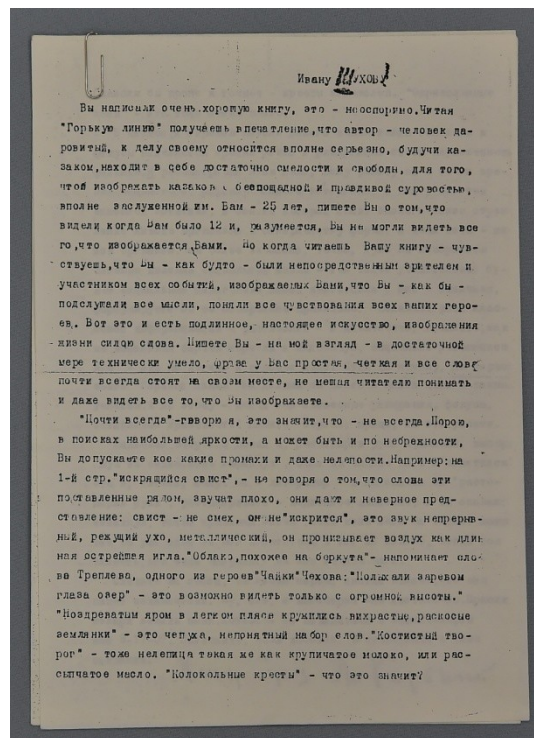 Ивану Шухову
Вы написали очень хорошую книгу, это - неоспоримо.Читая
"Горькую линию" получаешь впечатление,что автор - человек да-
ровитый, к делу своему относится вполне серьезно, будучи ка-
заком,находит в себе достаточно смелости и свободы, для того,
чтоб изображать казаков с беспощадной и правдивой суровостью,
вполне заслуженной им. Вам - 25 лет, пишете Вы о том,что
видели когда Вам было 12 и, разумеется, Вы не могли видеть все
го,что изображается Вами. Но когда читаешь Вашу книгу - чув-
ствуешь,что Вы - как будто - были непосредственным зрителем и
участником всех событий, изображаемых Вами,что Вы - как бы -
подслушали все мысли, поняли все чувствования всех ваших геро-
ев. Вот это и есть подлинное, настоящее искусство, изображения
жизни силою слова. Пишете Вы - на мой взгляд - в достаточной
мере технически умело, фраза у Вас простая, четкая и все слова
почти всегда стоят на своем месте, не мешая читателю понимать
и даже видеть все то,что Вы изображаете.
"Почти всегда"-говорю я, это значит,что - не всегда.Порою,
в поисках наибольшей яркости, а может быть и по небрежности,
Вы допускаете кое какие промахи и даже нелепости.Например:на
1-й стр."искрящийся свист",- не говоря о том,что слова эти
поставленные рядом, звучат плохо, они дают и неверное пред-
ставление: свист - не смех, он не"искрится", это звук непрерыв-
ный, режущий ухо, металлический, он пронизывает воздух как длин
ная острейшая игла."Облако,похожее на беркута"- напоминает сло-
ва Треплева, одного из героев"Чайки"Чехова:"Полыхали заревом
глаза озер" - это возможно видеть только с огромной высоты."
"Ноздреватым яром в легком плясе кружились вихрастые,раскосые
землянки" - это чепуха, непонятный набор слов."Костистый тво-
рог" - тоже нелепица такая же как крупичатое молоко, или рас-
сыпчатое масло. "Колокольные кресты" - что это значит?